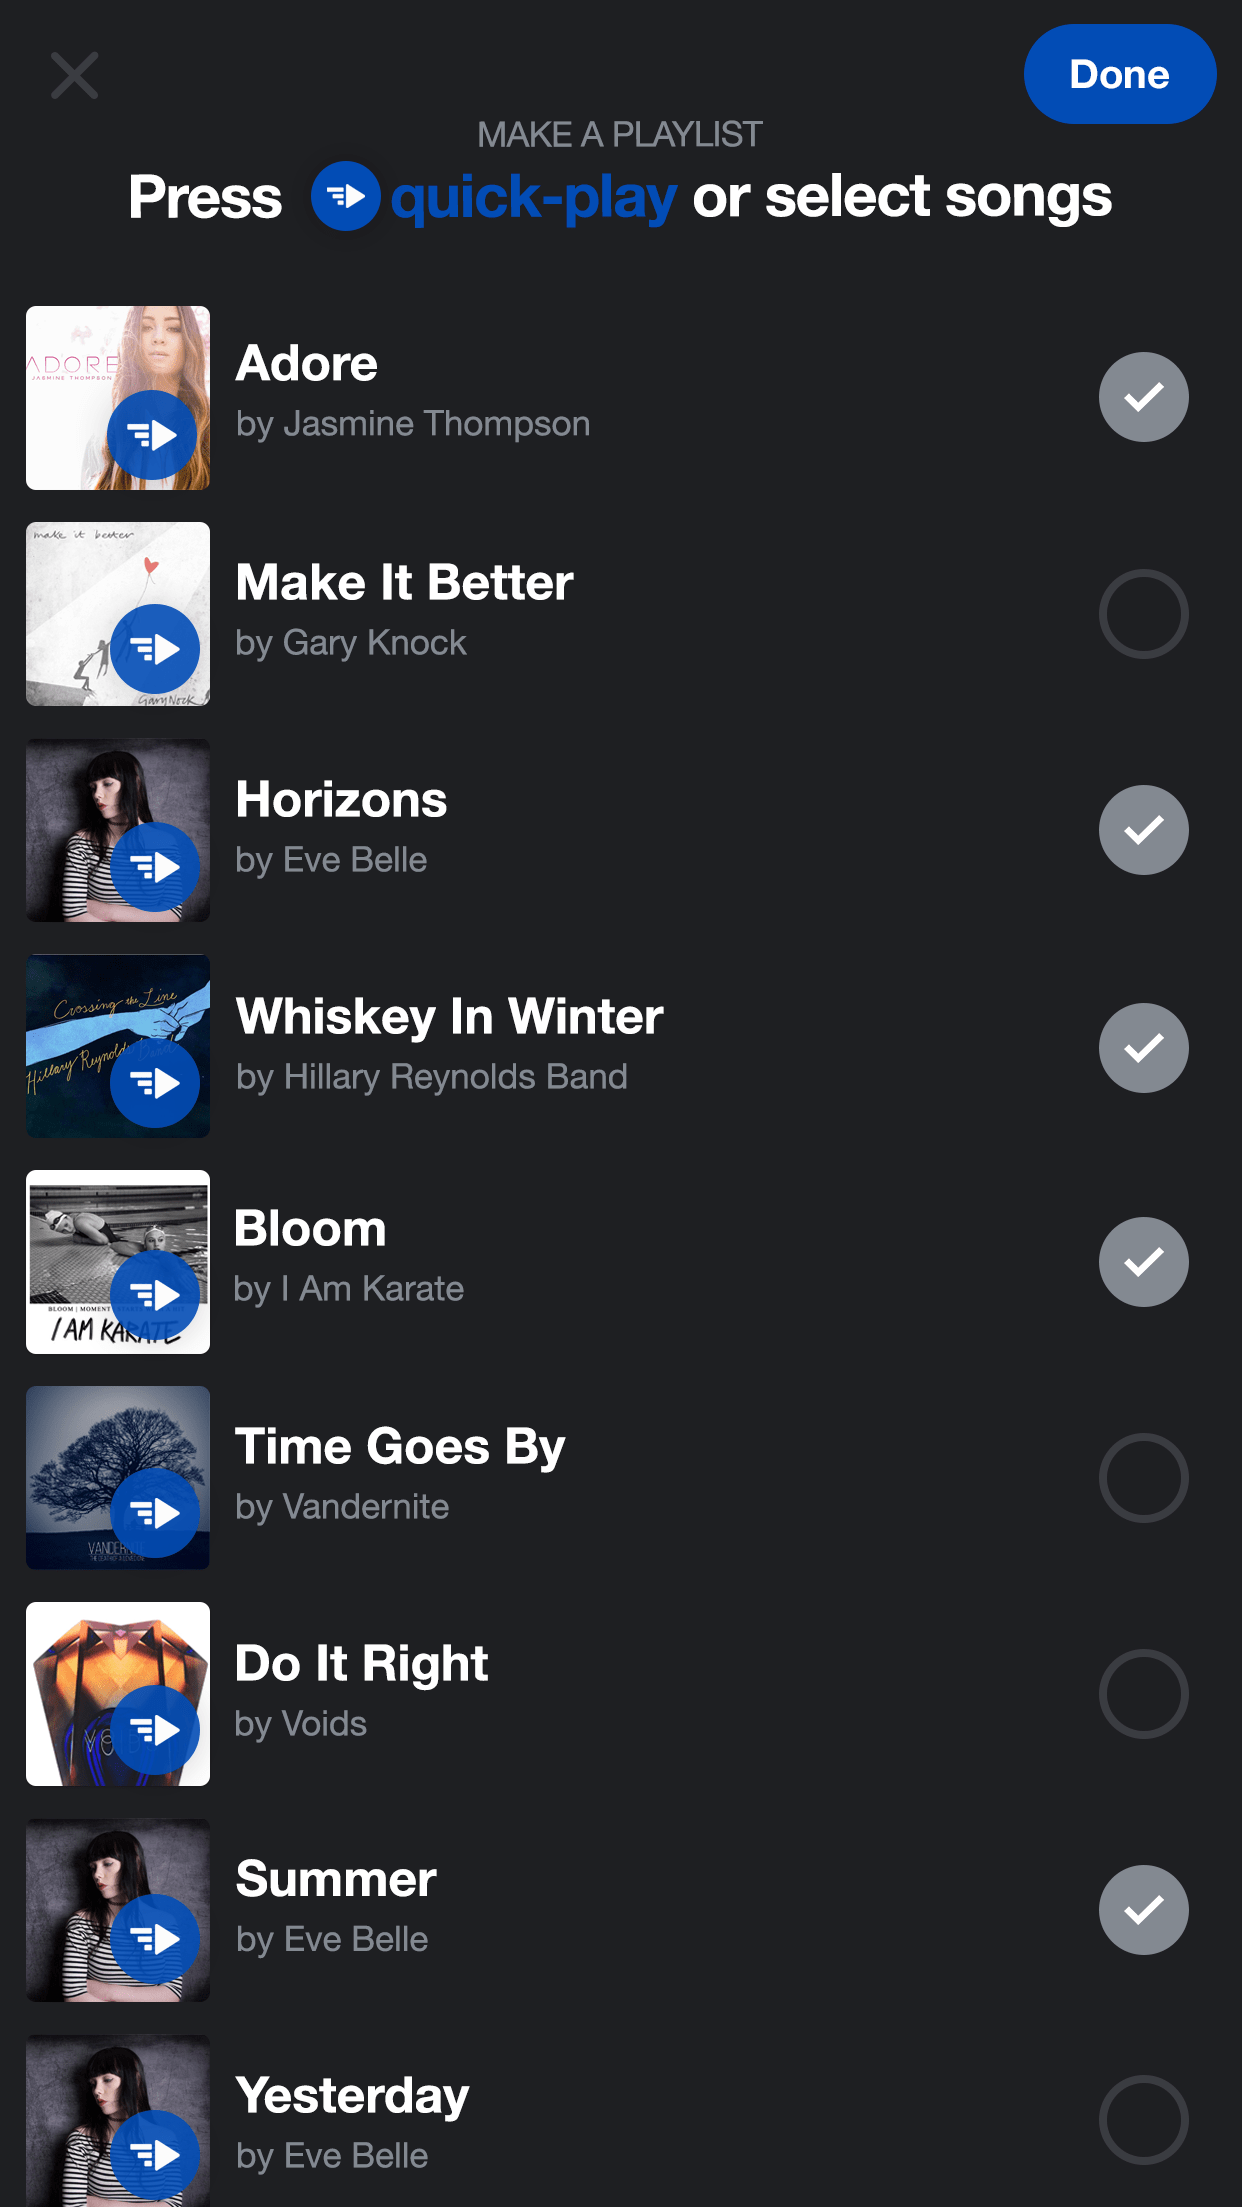 Done
MAKE A PLAYLIST
Press quick-play or select songs
ADORE
JASMINE THOMPSON
Adore
by Jasmine Thompson
make it better
Gary Nock
Make It Better
by Gary Knock
Horizons
by Eve Belle
Crossing the Line
Hillary Reynolds Band
Whiskey In Winter
by Hillary Reynolds Band
BLOOM | MOMENT
I AM KARATE
Bloom
by I Am Karate
Time Goes By
by Vandernite
Do It Right
by Voids
Summer
by Eve Belle
Yesterday
by Eve Belle